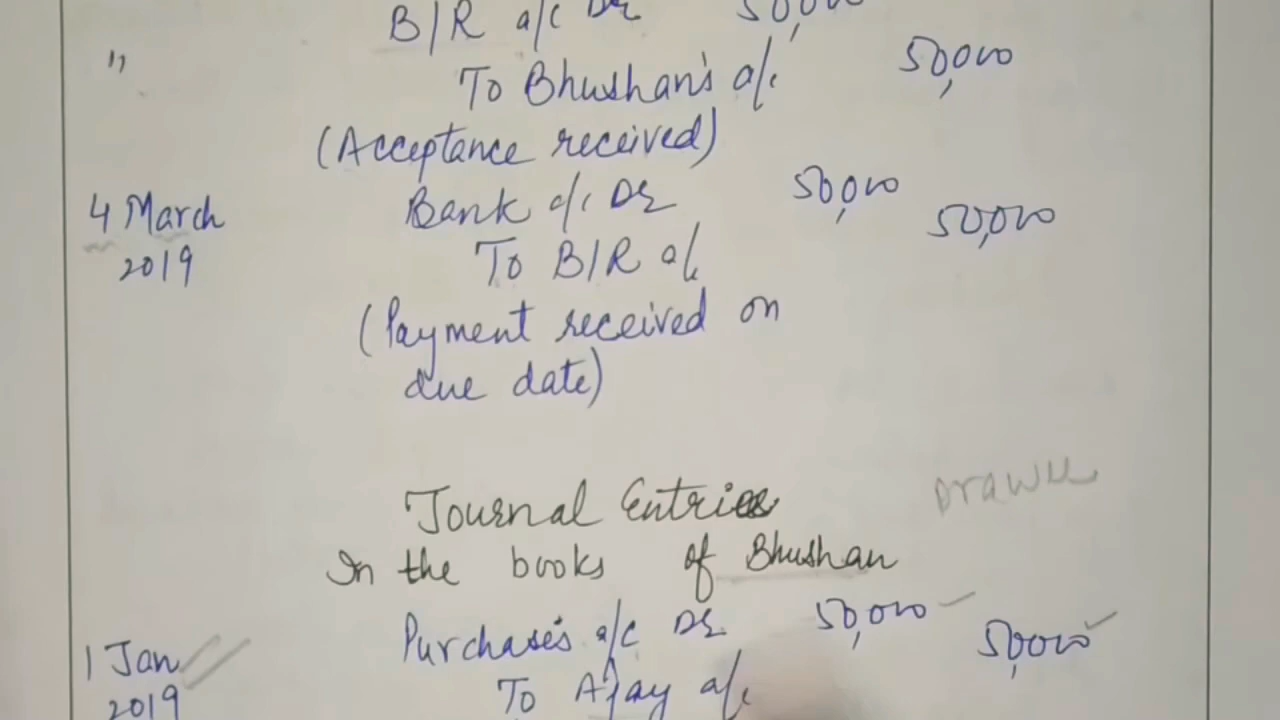 B/R a/c Dr 50,000
" To Bhushan's a/c 50,000
(Acceptance received)
4 March Bank a/c Dr 50,000
2019 To B/R a/c 50,000
(Payment received on
due date)
Journal Entries
Drawee
In the books of Bhushan
1 Jan Purchases a/c Dr 50,000
2019 To Ajay a/c 50,000